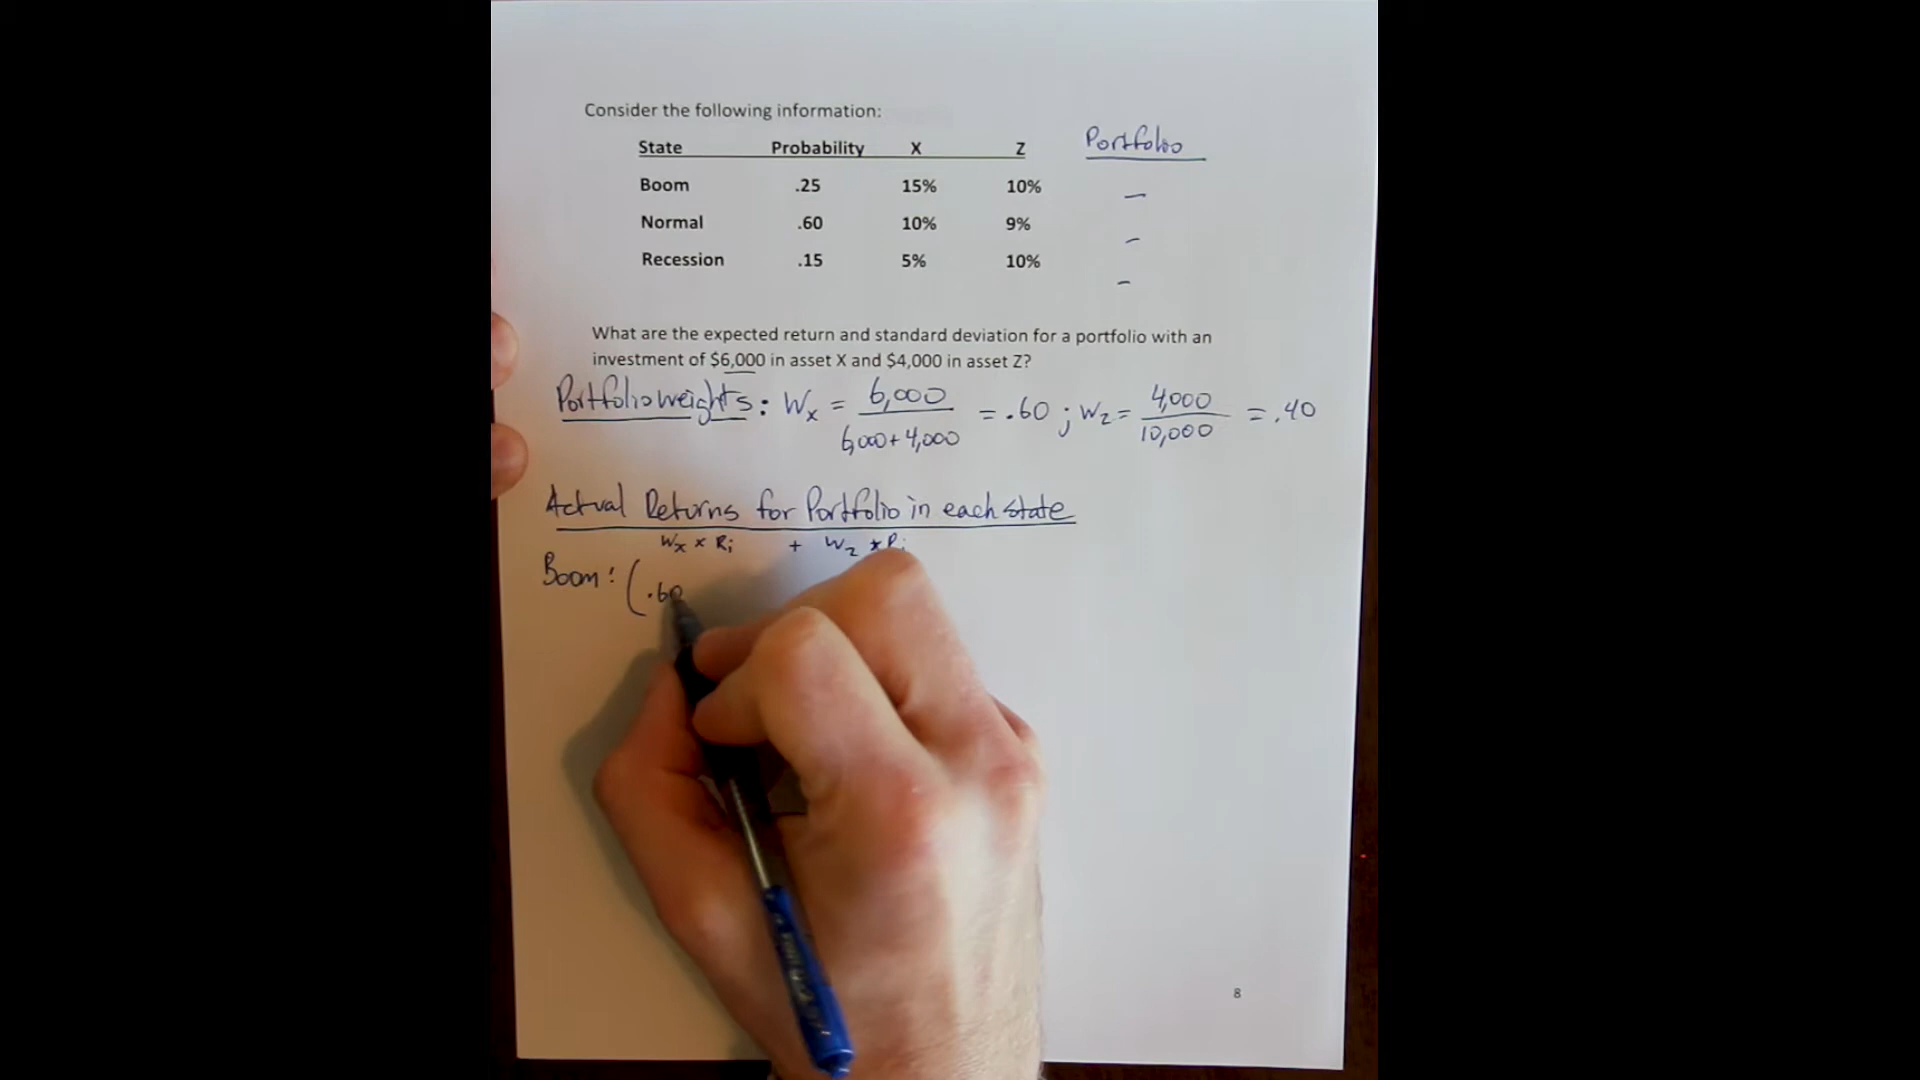 Consider the following information:
State Probability X Z Portfolio
Boom .25 15% 10% –
Normal .60 10% 9% –
Recession .15 5% 10% –
What are the expected return and standard deviation for a portfolio with an
investment of $6,000 in asset X and $4,000 in asset Z?
Portfolio weights: Wx = 6,000 / 6,000 + 4,000 = .60 ; Wz = 4,000 / 10,000 = .40
Actual Returns for Portfolio in each state
Wx × Ri + Wz × Ri
Boom: (.60
8